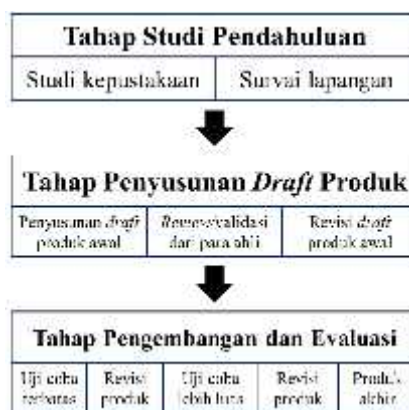 Tahap Studi Pendahuluan
Studi kepustakaan Survai lapangan
Tahap Penyusunan Draft Produk
Penyusunan draft Review/validasi Revisi draft
produk awal dari para ahli produk awal
Tahap Pengembangan dan Evaluasi
Uji coba Revisi Uji coba Revisi Produk
terbatas produk lebih luas produk akhir